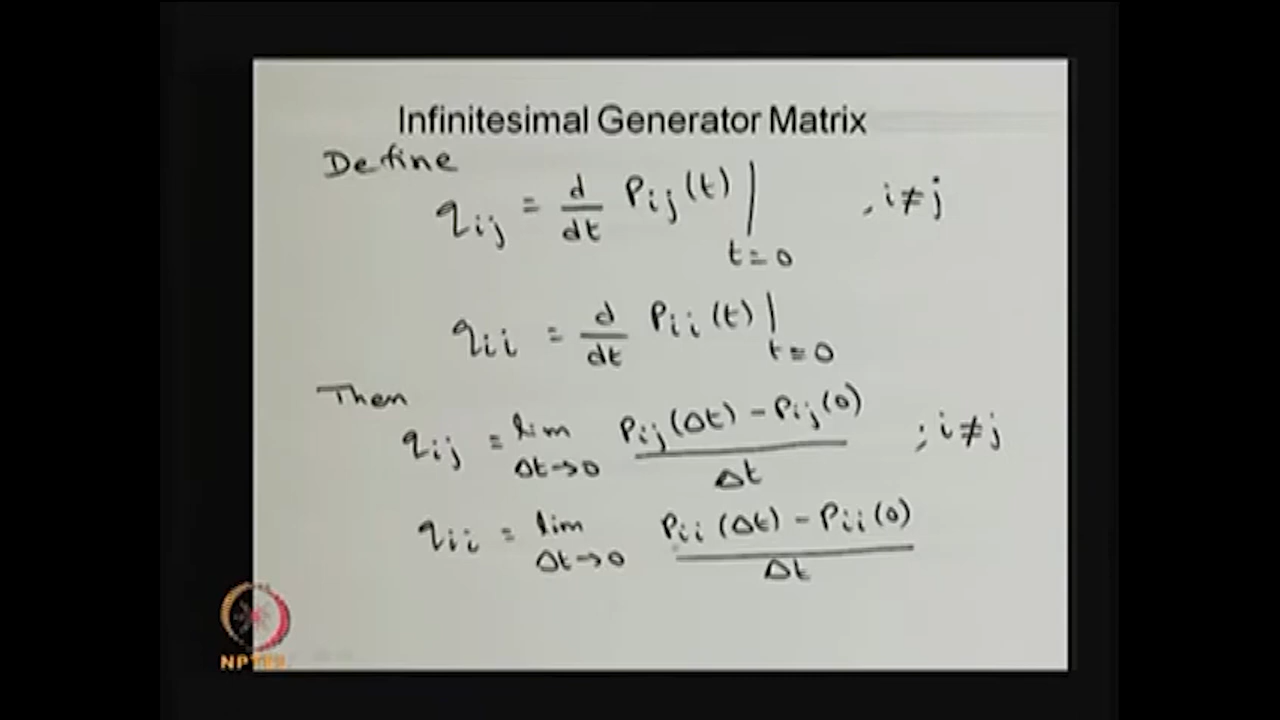 Infinitesimal Generator Matrix
Define
qij = d/dt Pij(t)| t=0 , i≠j
qii = d/dt Pii(t)| t=0
Then
qij = lim Δt→0 Pij(Δt) - Pij(0) / Δt ; i≠j
qii = lim Δt→0 Pii(Δt) - Pii(0) / Δt
NPTEL